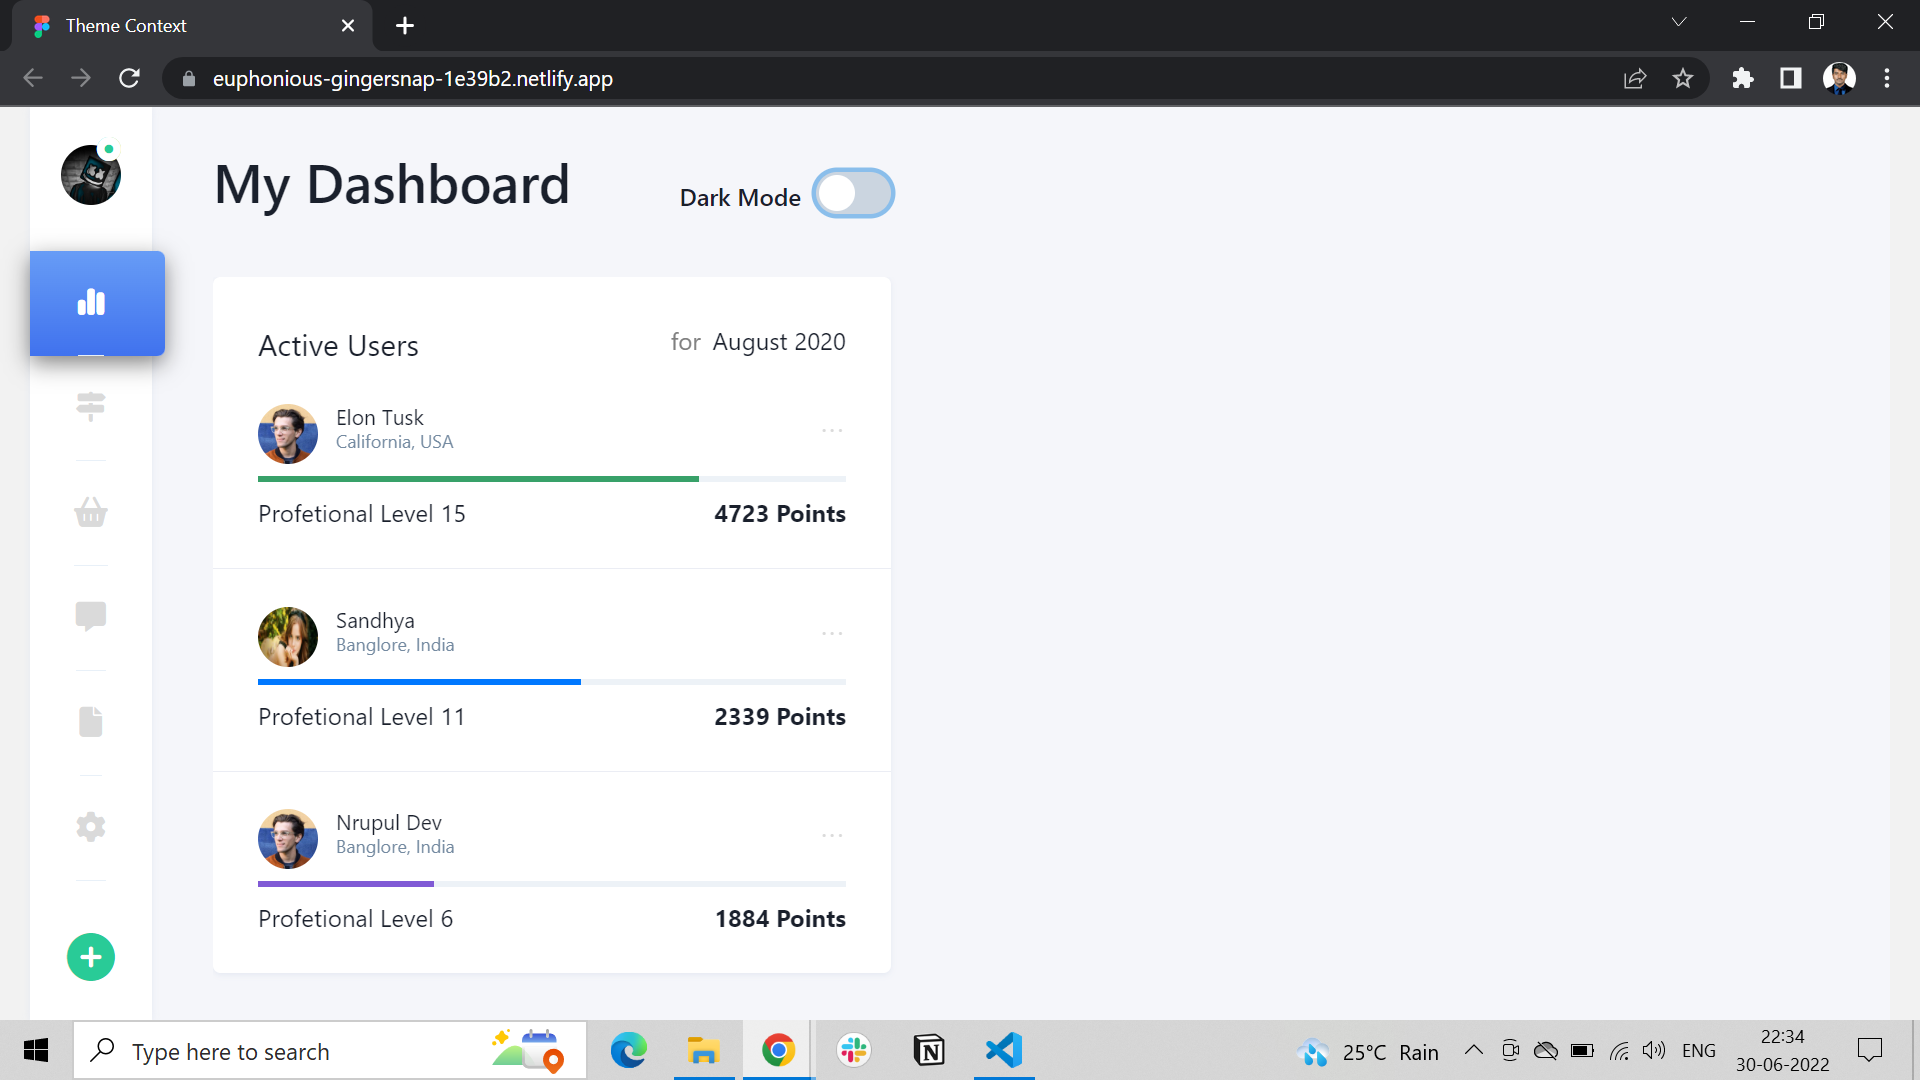 Theme Context
euphonious-gingersnap-1e39b2.netlify.app
My Dashboard
Dark Mode
Active Users
for August 2020
Elon Tusk
California, USA
Profetional Level 15
4723 Points
Sandhya
Banglore, India
Profetional Level 11
2339 Points
Nrupul Dev
Banglore, India
Profetional Level 6
1884 Points
Type here to search
25°C Rain
ENG
22:34
30-06-2022